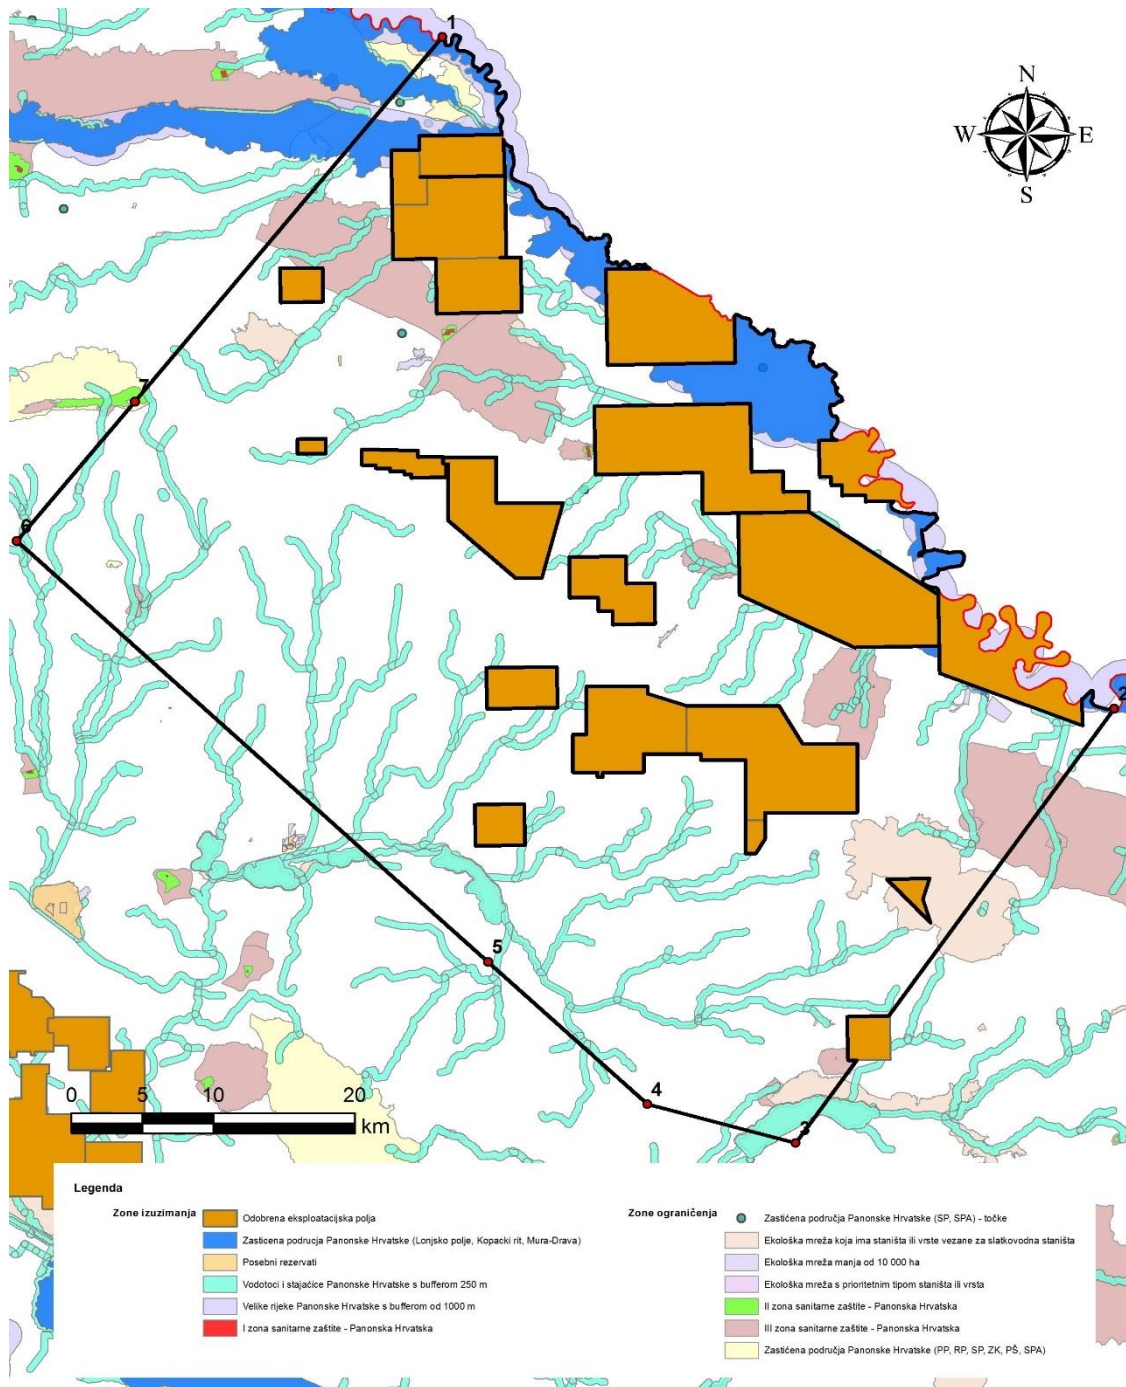 1
N
W
E
S
7
6
2
5
0
5
10
20
km
4
3
Legenda
Zone izuzimanja
Odobrena eksploatacijska polja
Zasticena podrucja Panonske Hrvatske (Lonjsko polje, Kopacki rit, Mura-Drava)
Posebni rezervati
Vodotoci i stajaćice Panonske Hrvatske s bufferom 250 m
Velike rijeke Panonske Hrvatske s bufferom od 1000 m
I zona sanitarne zaštite - Panonska Hrvatska
Zone ograničenja
Zastićena područja Panonske Hrvatske (SP, SPA) - točke
Ekološka mreža koja ima staništa ili vrste vezane za slatkovodna staništa
Ekološka mreža manja od 10 000 ha
Ekološka mreža s prioritetnim tipom staništa ili vrsta
II zona sanitarne zaštite - Panonska Hrvatska
III zona sanitarne zaštite - Panonska Hrvatska
Zastićena područja Panonske Hrvatske (PP, RP, SP, ZK, PŠ, SPA)